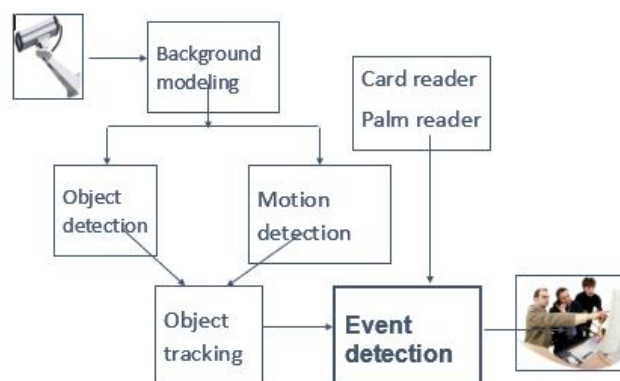 Background
modeling
Card reader
Palm reader
Object
detection
Motion
detection
Object
tracking
Event
detection